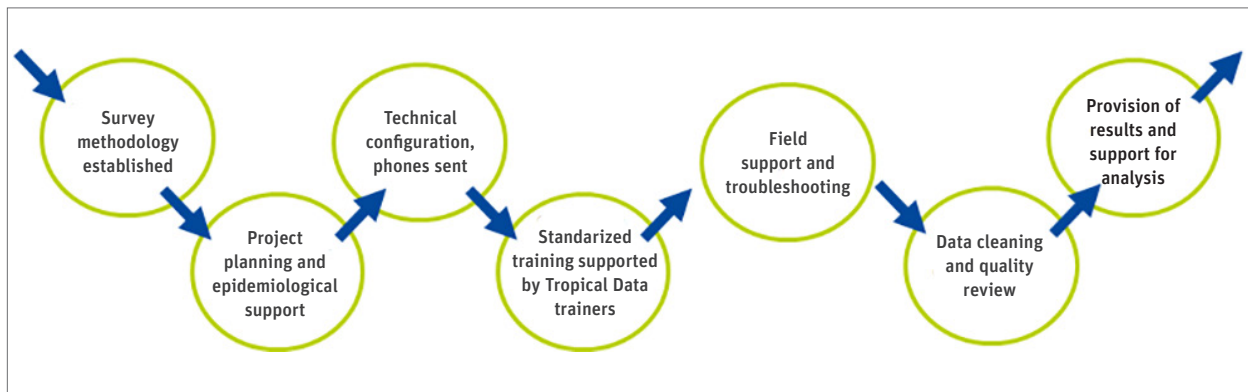 Survey
methodology
established
Project
planning and
epidemiological
support
Technical
configuration,
phones sent
Standarized
training supported
by Tropical Data
trainers
Field
support and
troubleshooting
Data cleaning
and quality
review
Provision of
results and
support for
analysis